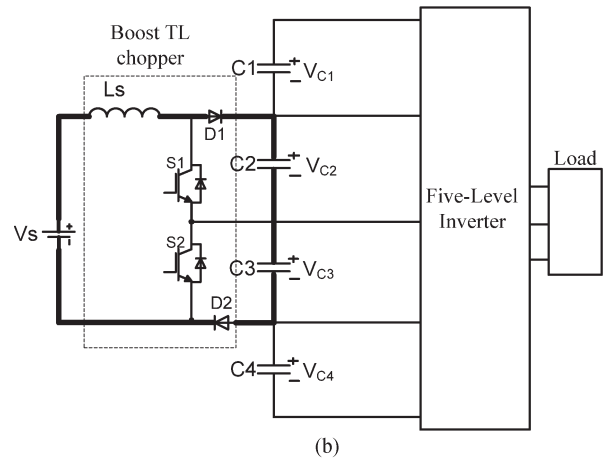 Boost TL
chopper
Ls
D1
S1
S2
D2
Vs
C1
+
−
VC1
C2
+
−
VC2
C3
+
−
VC3
C4
+
−
VC4
+
-
Five-Level
Inverter
Load
(b)